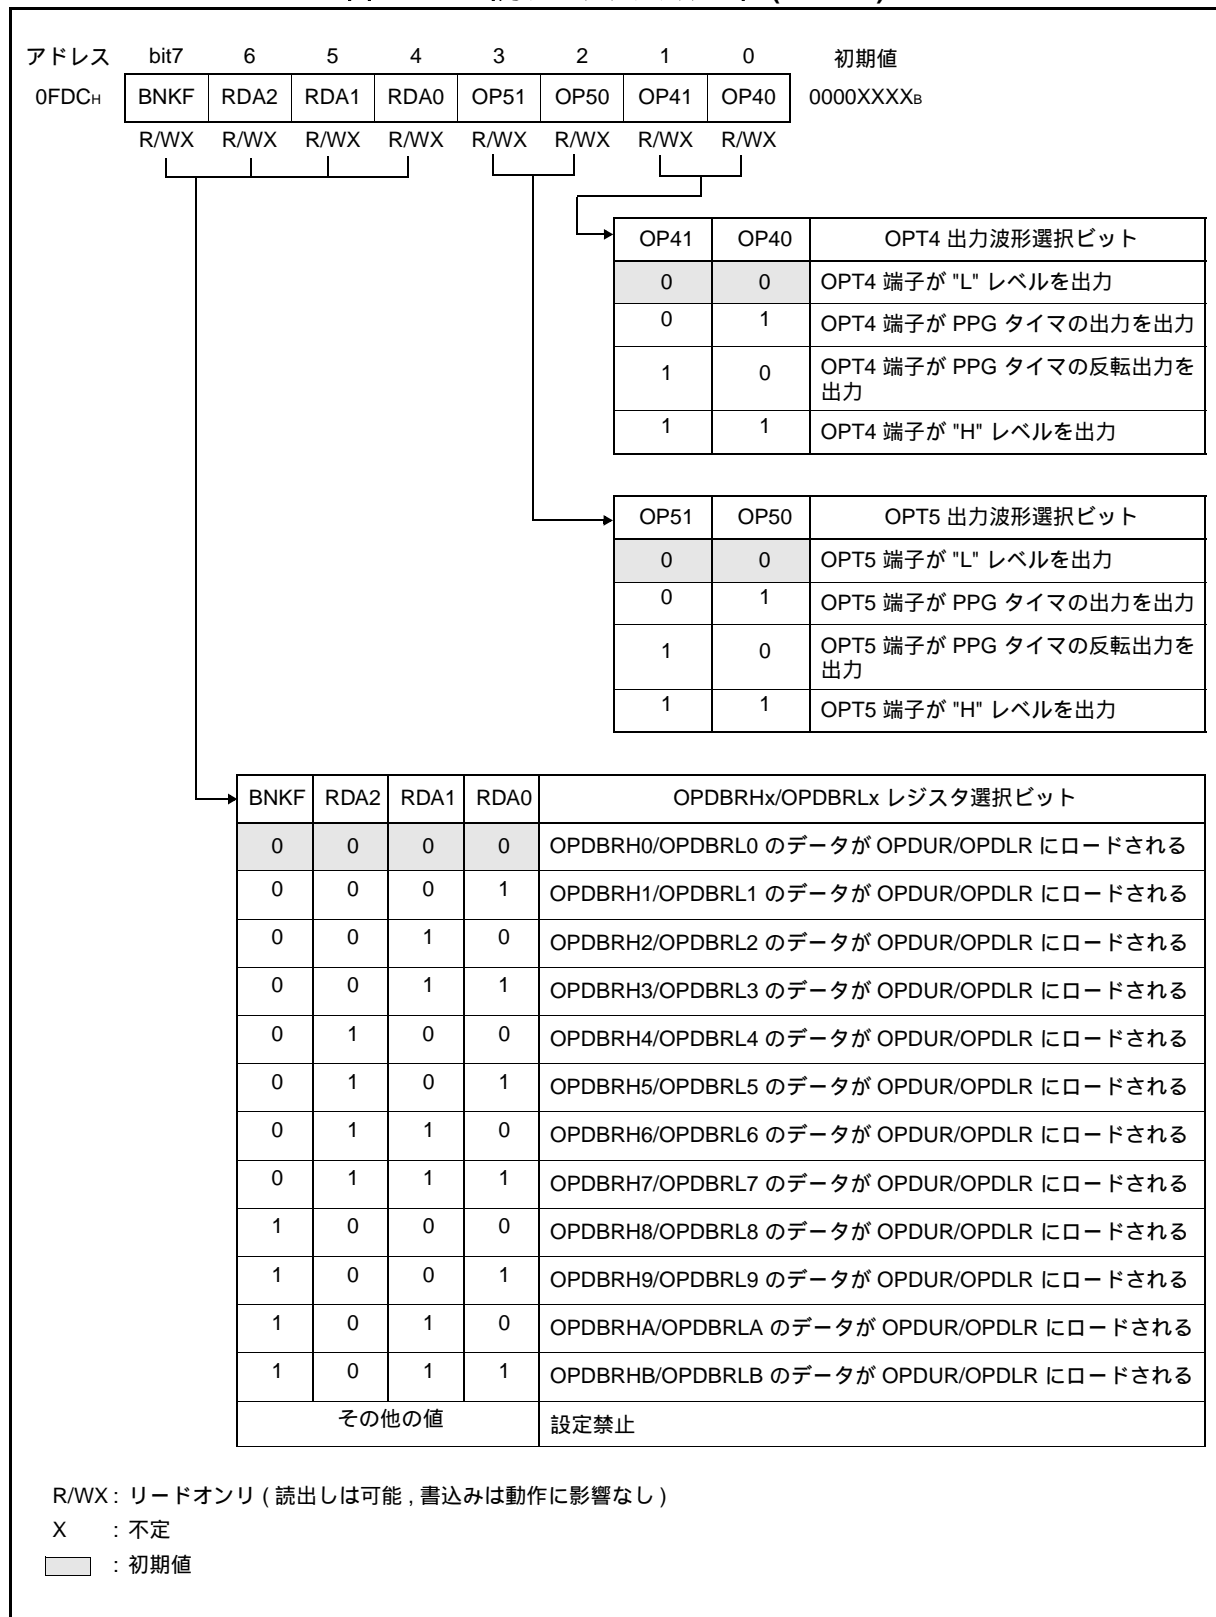 アドレス bit7 6 5 4 3 2 1 0 初期値
0FDCH BNKF RDA2 RDA1 RDA0 OP51 OP50 OP41 OP40 0000XXXXB
R/WX R/WX R/WX R/WX R/WX R/WX R/WX R/WX
OP41 OP40 OPT4 出力波形選択ビット
0 0 OPT4 端子が "L" レベルを出力
0 1 OPT4 端子が PPG タイマの出力を出力
1 0 OPT4 端子が PPG タイマの反転出力を
出力
1 1 OPT4 端子が "H" レベルを出力
OP51 OP50 OPT5 出力波形選択ビット
0 0 OPT5 端子が "L" レベルを出力
0 1 OPT5 端子が PPG タイマの出力を出力
1 0 OPT5 端子が PPG タイマの反転出力を
出力
1 1 OPT5 端子が "H" レベルを出力
BNKF RDA2 RDA1 RDA0 OPDBRHx/OPDBRLx レジスタ選択ビット
0 0 0 0 OPDBRH0/OPDBRL0 のデータが OPDUR/OPDLR にロードされる
0 0 0 1 OPDBRH1/OPDBRL1 のデータが OPDUR/OPDLR にロードされる
0 0 1 0 OPDBRH2/OPDBRL2 のデータが OPDUR/OPDLR にロードされる
0 0 1 1 OPDBRH3/OPDBRL3 のデータが OPDUR/OPDLR にロードされる
0 1 0 0 OPDBRH4/OPDBRL4 のデータが OPDUR/OPDLR にロードされる
0 1 0 1 OPDBRH5/OPDBRL5 のデータが OPDUR/OPDLR にロードされる
0 1 1 0 OPDBRH6/OPDBRL6 のデータが OPDUR/OPDLR にロードされる
0 1 1 1 OPDBRH7/OPDBRL7 のデータが OPDUR/OPDLR にロードされる
1 0 0 0 OPDBRH8/OPDBRL8 のデータが OPDUR/OPDLR にロードされる
1 0 0 1 OPDBRH9/OPDBRL9 のデータが OPDUR/OPDLR にロードされる
1 0 1 0 OPDBRHA/OPDBRLA のデータが OPDUR/OPDLR にロードされる
1 0 1 1 OPDBRHB/OPDBRLB のデータが OPDUR/OPDLR にロードされる
その他の値 設定禁止
R/WX : リードオンリ ( 読出しは可能 , 書込みは動作に影響なし )
X : 不定
: 初期値